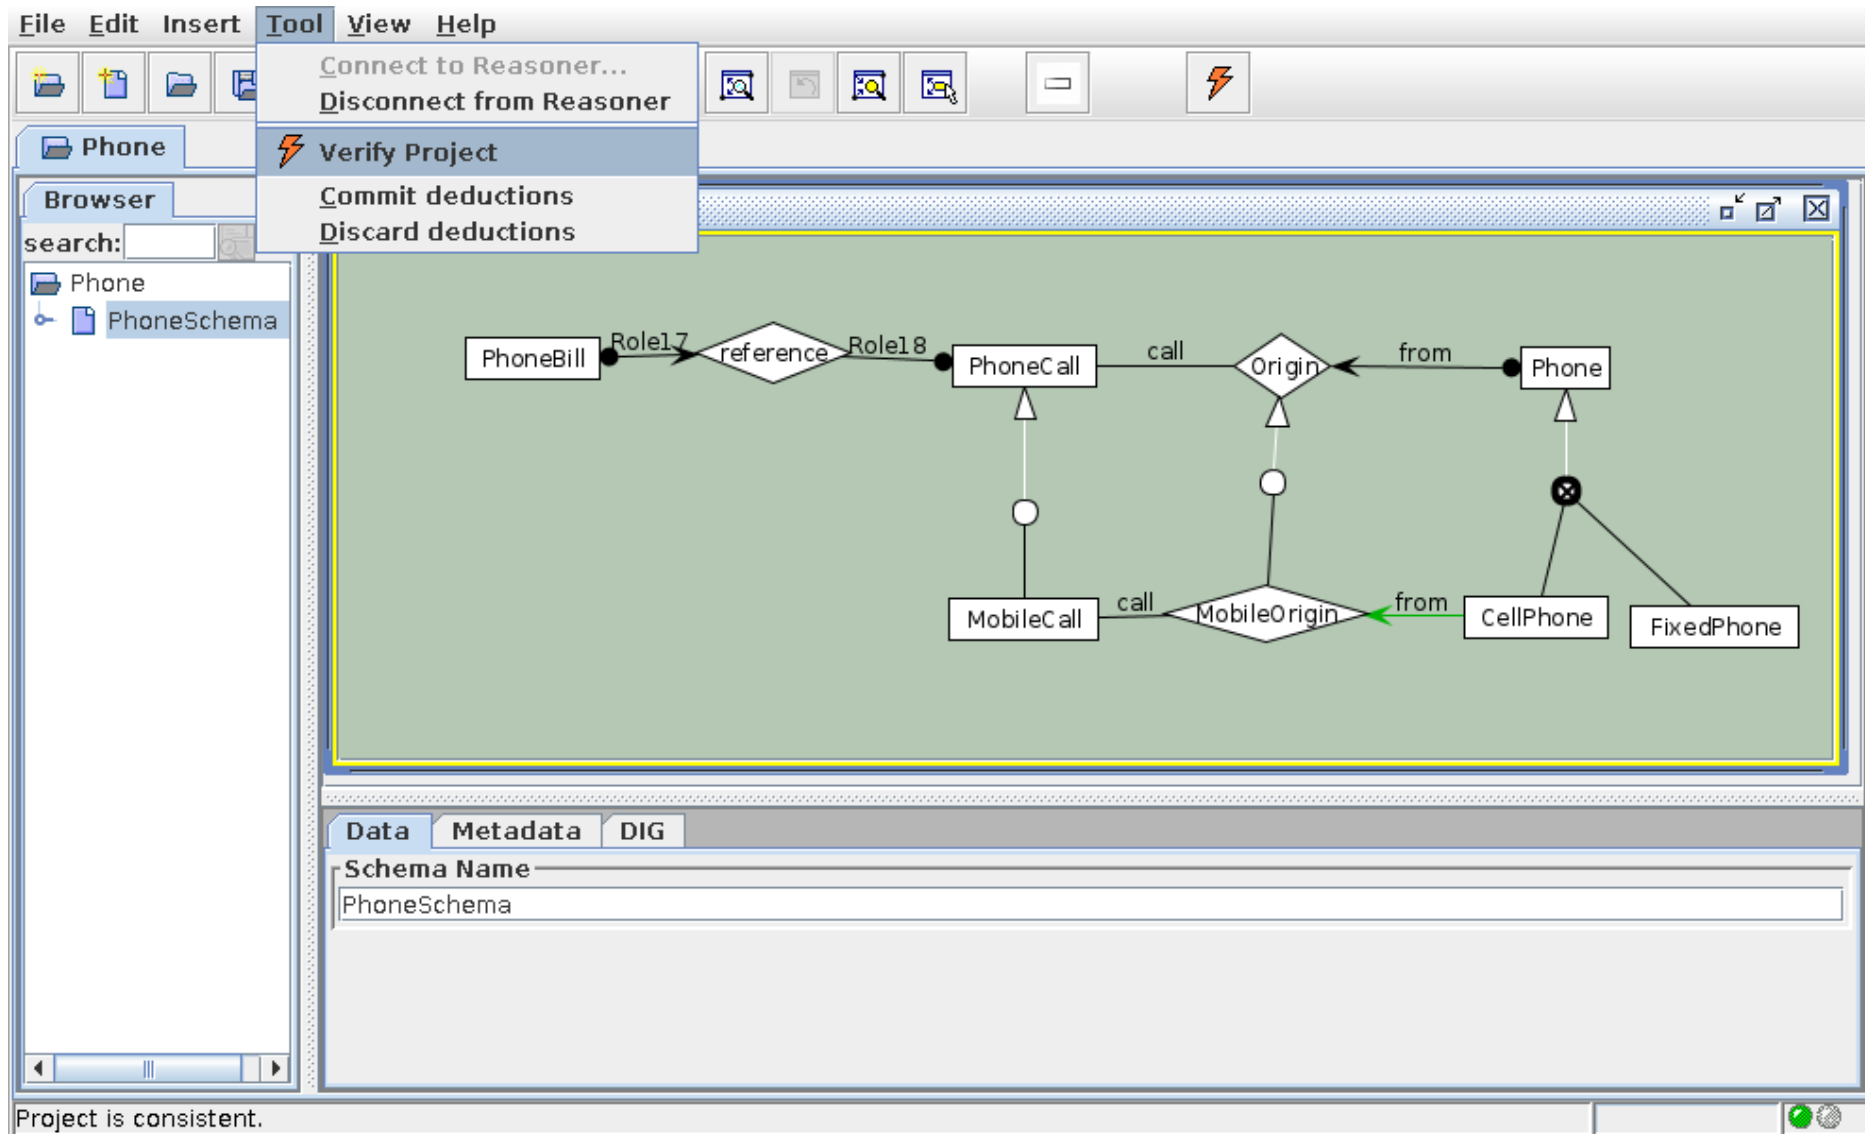 File Edit Insert Tool View Help
Connect to Reasoner...
Disconnect from Reasoner
Verify Project
Commit deductions
Discard deductions
Phone
Browser
search:
Phone
PhoneSchema
PhoneBill
Role17
reference
Role18
PhoneCall
call
Origin
from
Phone
MobileCall
call
MobileOrigin
from
CellPhone
FixedPhone
Data Metadata DIG
Schema Name
PhoneSchema
Project is consistent.